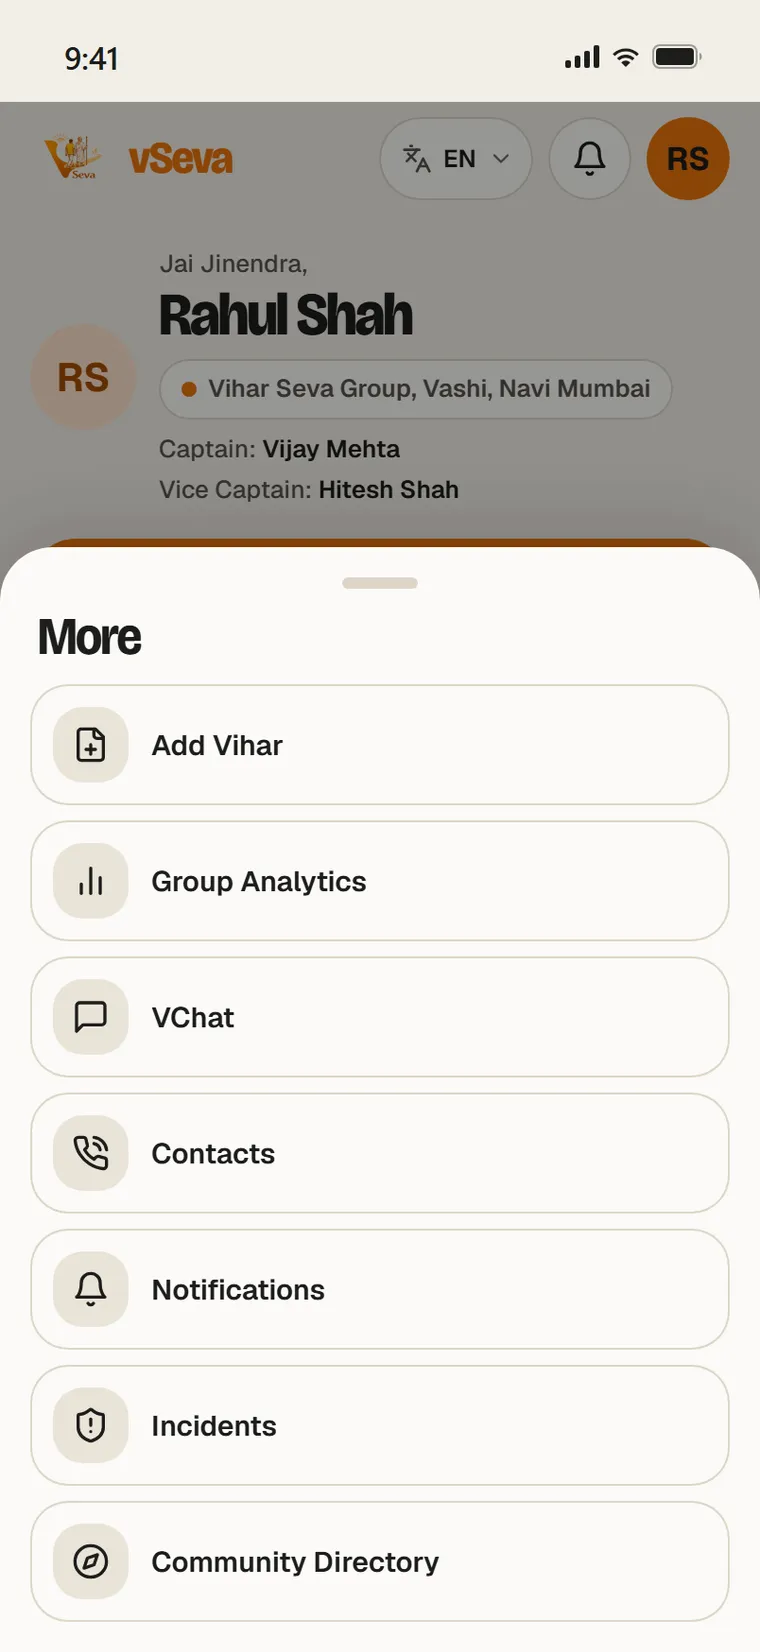 9:41
Seva
vSeva
EN
RS
Jai Jinendra,
Rahul Shah
RS
Vihar Seva Group, Vashi, Navi Mumbai
Captain: Vijay Mehta
Vice Captain: Hitesh Shah
More
Add Vihar
Group Analytics
VChat
Contacts
Notifications
Incidents
Community Directory